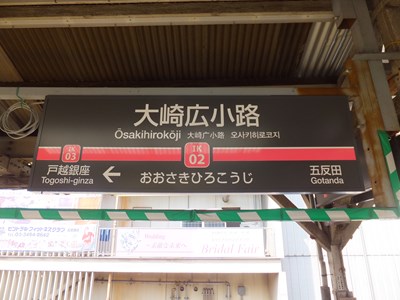 大崎広小路
Ōsakihirokōji 大崎广小路 오사키히로코지
IK
03
IK
02
戸越銀座
Togoshi-ginza
←
おおさきひろこうじ
五反田
Gotanda
Bridal Fair